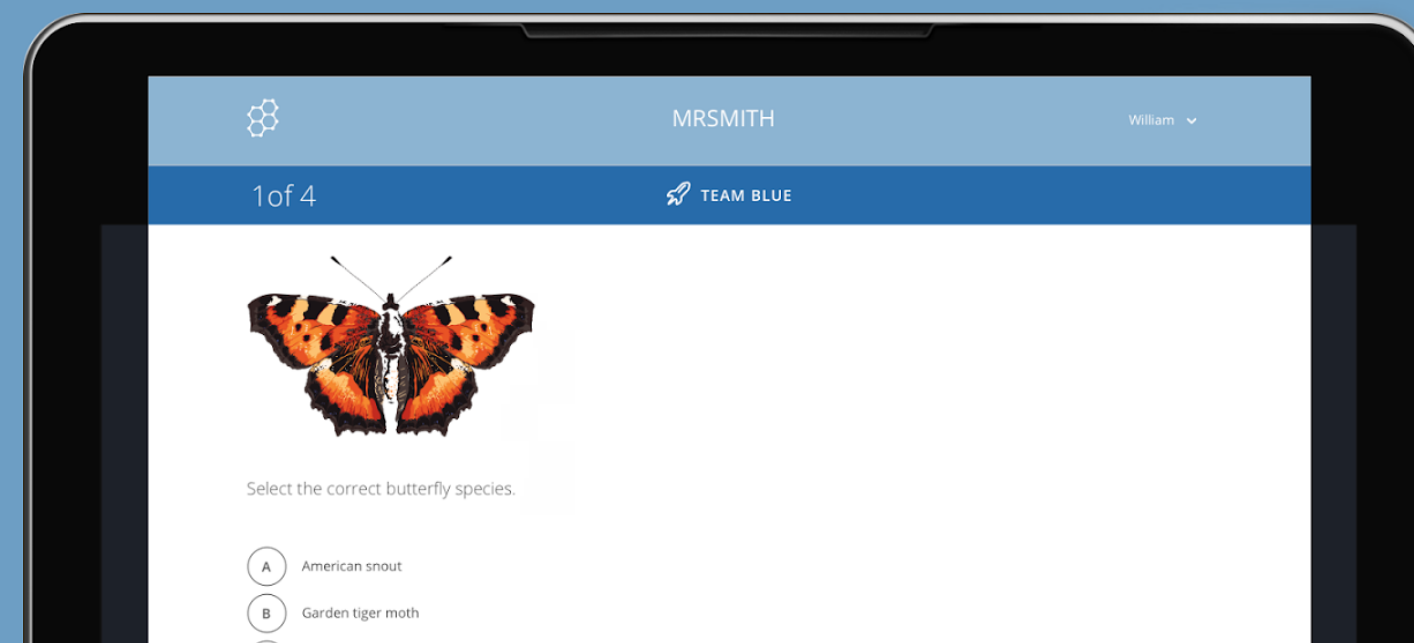 MRSMITH
William
1of 4
TEAM BLUE
Select the correct butterfly species.
A American snout
B Garden tiger moth